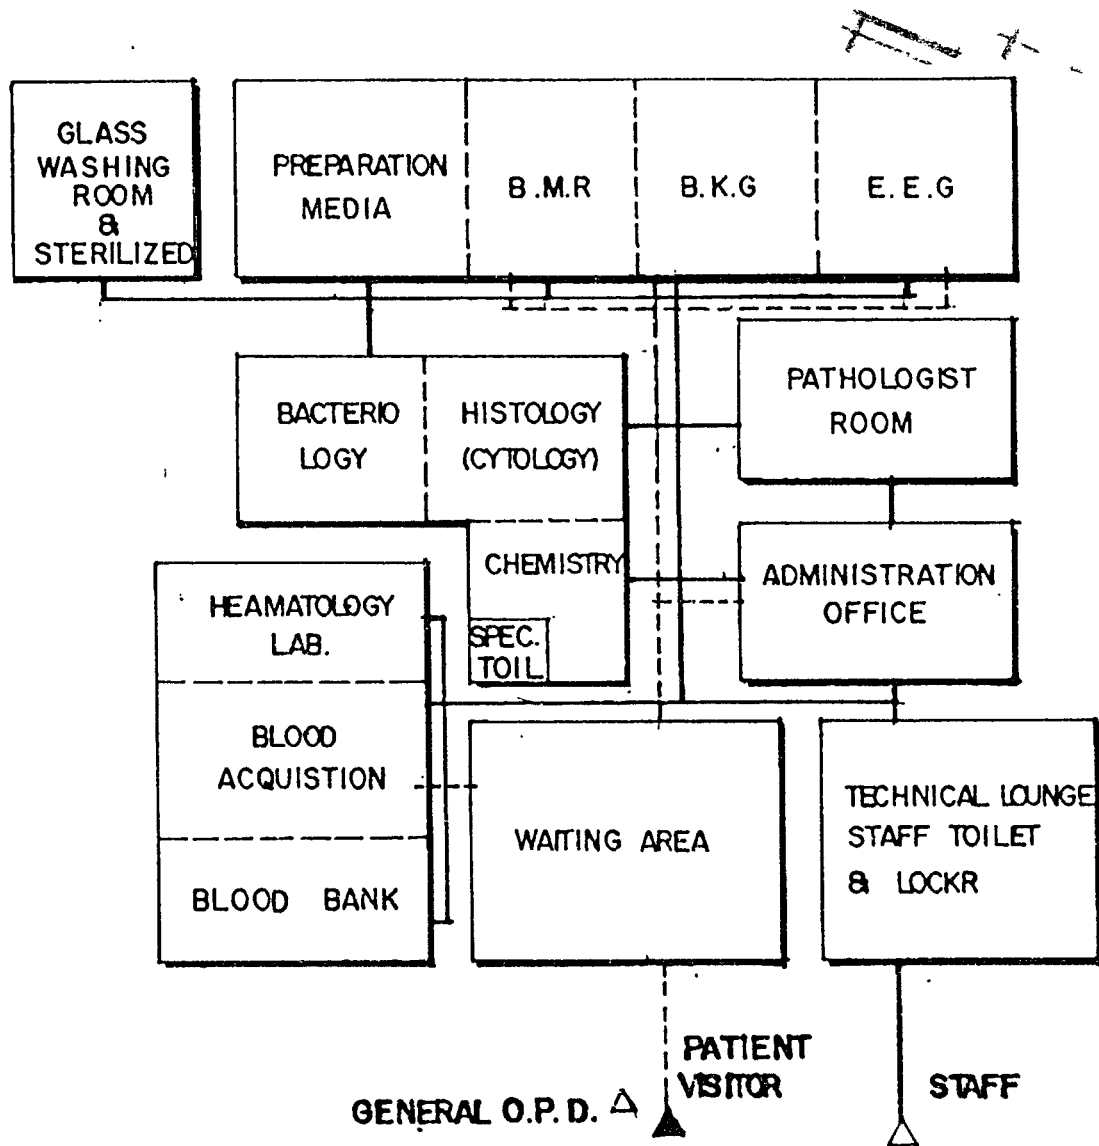 GLASS
WASHING
ROOM
&
STERILIZED
PREPARATION
MEDIA
B.M.R
B.K.G
E.E.G
BACTERIO
LOGY
HISTOLOGY
(CYTOLOGY)
PATHOLOGIST
ROOM
CHEMISTRY
SPEC.
TOIL
ADMINISTRATION
OFFICE
HEAMATOLOGY
LAB.
BLOOD
ACQUISTION
BLOOD BANK
WAITING AREA
TECHNICAL LOUNGE
STAFF TOILET
& LOCKR
PATIENT
VISITOR
STAFF
GENERAL O.P.D.